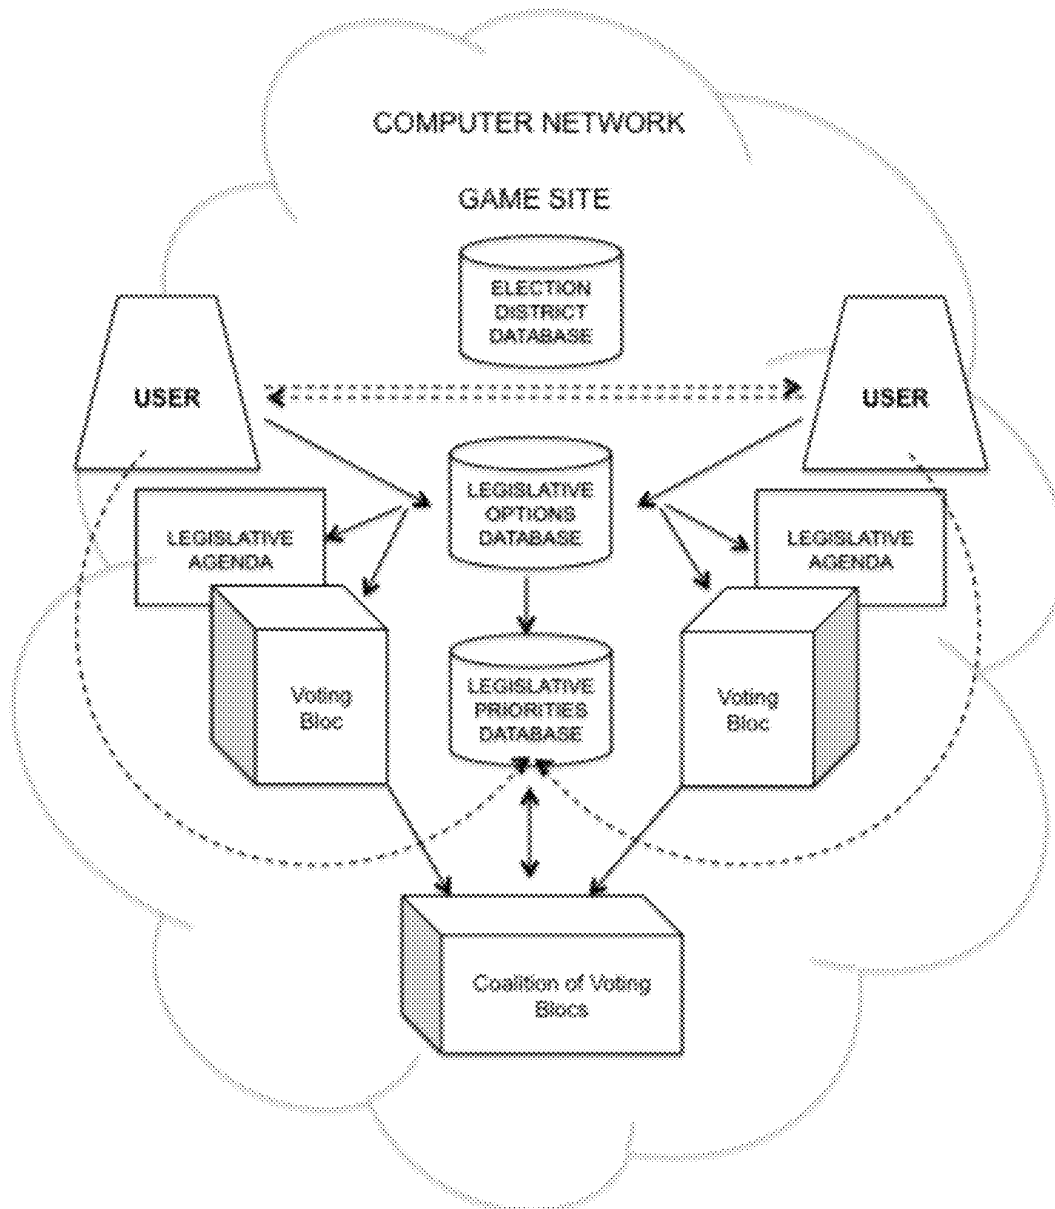 COMPUTER NETWORK
GAME SITE
ELECTION
DISTRICT
DATABASE
USER
USER
LEGISLATIVE
OPTIONS
DATABASE
LEGISLATIVE
AGENDA
LEGISLATIVE
AGENDA
LEGISLATIVE
PRIORITIES
DATABASE
Voting
Bloc
Voting
Bloc
Coalition of Voting
Blocs